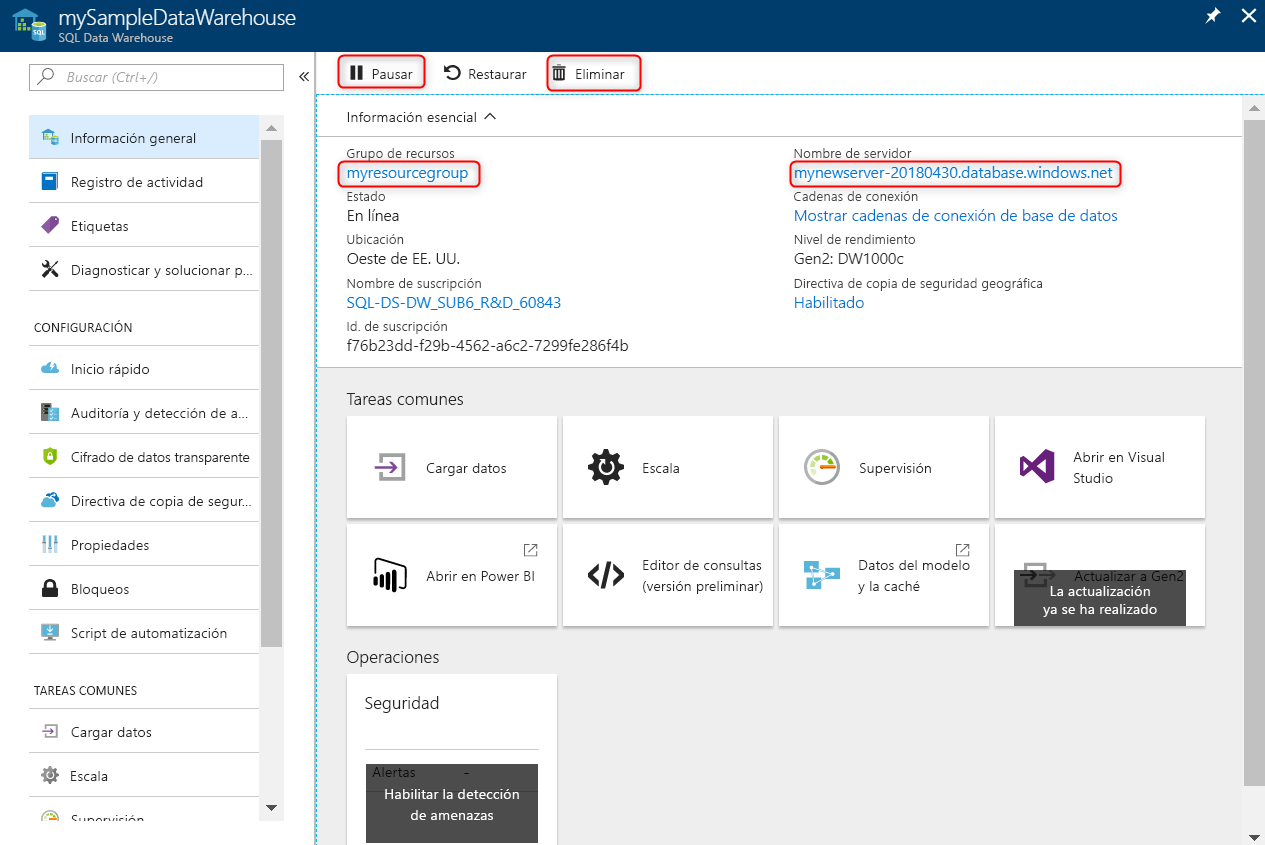 mySampleDataWarehouse
SQL Data Warehouse
Buscar (Ctrl+/)
«
Información general
Registro de actividad
Etiquetas
Diagnosticar y solucionar p...
CONFIGURACIÓN
Inicio rápido
Auditoría y detección de a...
Cifrado de datos transparente
Directiva de copia de segur...
Propiedades
Bloqueos
Script de automatización
TAREAS COMUNES
Cargar datos
Escala
Supervisión
Pausar
Restaurar
Eliminar
Información esencial
Grupo de recursos
myresourcegroup
Estado
En línea
Ubicación
Oeste de EE. UU.
Nombre de suscripción
SQL-DS-DW_SUB6_R&D_60843
Id. de suscripción
f76b23dd-f29b-4562-a6c2-7299fe286f4b
Nombre de servidor
mynewserver-20180430.database.windows.net
Cadenas de conexión
Mostrar cadenas de conexión de base de datos
Nivel de rendimiento
Gen2: DW1000c
Directiva de copia de seguridad geográfica
Habilitado
Tareas comunes
Cargar datos
Escala
Supervisión
Abrir en Visual
Studio
Abrir en Power BI
Editor de consultas
(versión preliminar)
Datos del modelo
y la caché
Actualizar a Gen2
La actualización
ya se ha realizado
Operaciones
Seguridad
Alertas -
Habilitar la detección
de amenazas